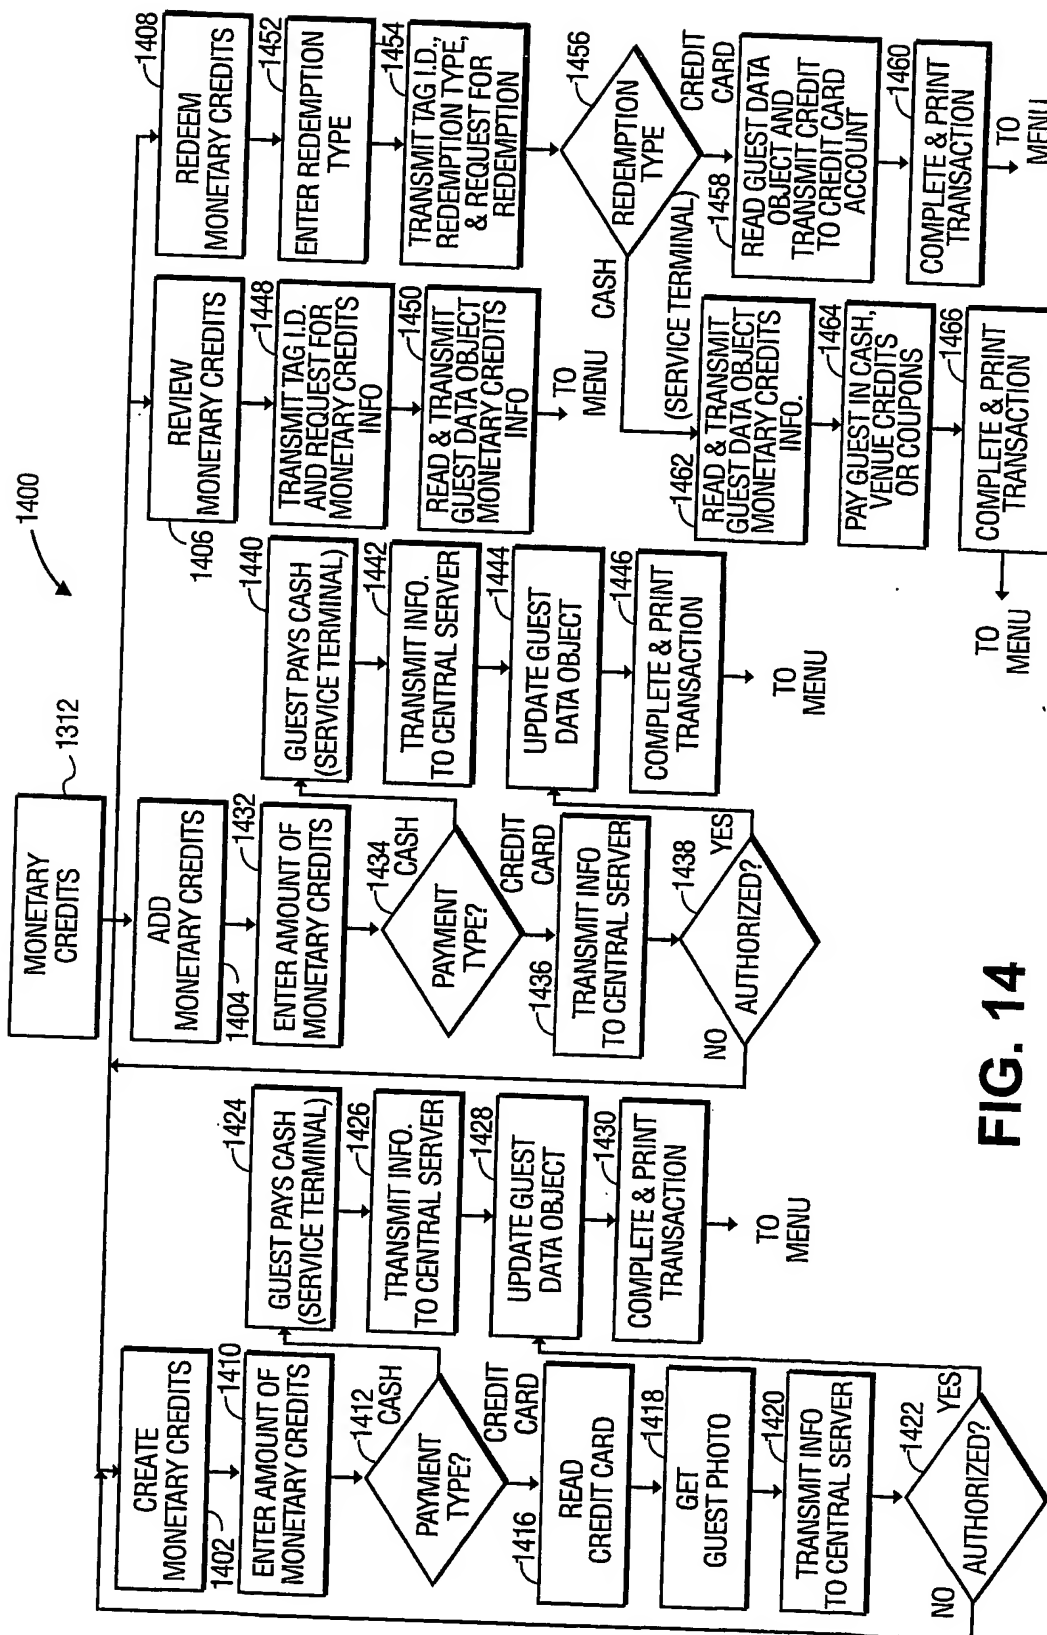 1400
MONETARY
CREDITS
1312
CREATE
MONETARY CREDITS
1402
1410
ENTER AMOUNT OF
MONETARY CREDITS
1412
PAYMENT
TYPE?
CASH
CREDIT
CARD
1416
READ
CREDIT CARD
1418
GET
GUEST PHOTO
1420
TRANSMIT INFO
TO CENTRAL SERVER
1422
AUTHORIZED?
NO
YES
1424
GUEST PAYS CASH
(SERVICE TERMINAL)
1426
TRANSMIT INFO.
TO CENTRAL SERVER
1428
UPDATE GUEST
DATA OBJECT
1430
COMPLETE & PRINT
TRANSACTION
TO
MENU
ADD
MONETARY CREDITS
1404
1432
ENTER AMOUNT OF
MONETARY CREDITS
1434
PAYMENT
TYPE?
CASH
CREDIT
CARD
1436
TRANSMIT INFO
TO CENTRAL SERVER
1438
AUTHORIZED?
NO
YES
1440
GUEST PAYS CASH
(SERVICE TERMINAL)
1442
TRANSMIT INFO.
TO CENTRAL SERVER
1444
UPDATE GUEST
DATA OBJECT
1446
COMPLETE & PRINT
TRANSACTION
TO
MENU
REVIEW
MONETARY CREDITS
1406
1448
TRANSMIT TAG I.D.
AND REQUEST FOR
MONETARY CREDITS
INFO
1450
READ & TRANSMIT
GUEST DATA OBJECT
MONETARY CREDITS
INFO
TO
MENU
1408
REDEEM
MONETARY CREDITS
1452
ENTER REDEMPTION
TYPE
1454
TRANSMIT TAG I.D.,
REDEMPTION TYPE,
& REQUEST FOR
REDEMPTION
1456
REDEMPTION
TYPE
CASH
(SERVICE TERMINAL)
CREDIT
CARD
1458
READ GUEST DATA
OBJECT AND
TRANSMIT CREDIT
TO CREDIT CARD
ACCOUNT
1460
COMPLETE & PRINT
TRANSACTION
TO
MENU
1462
READ & TRANSMIT
GUEST DATA OBJECT
MONETARY CREDITS
INFO.
1464
PAY GUEST IN CASH,
VENUE CREDITS
OR COUPONS
1466
COMPLETE & PRINT
TRANSACTION
TO
MENU
FIG. 14